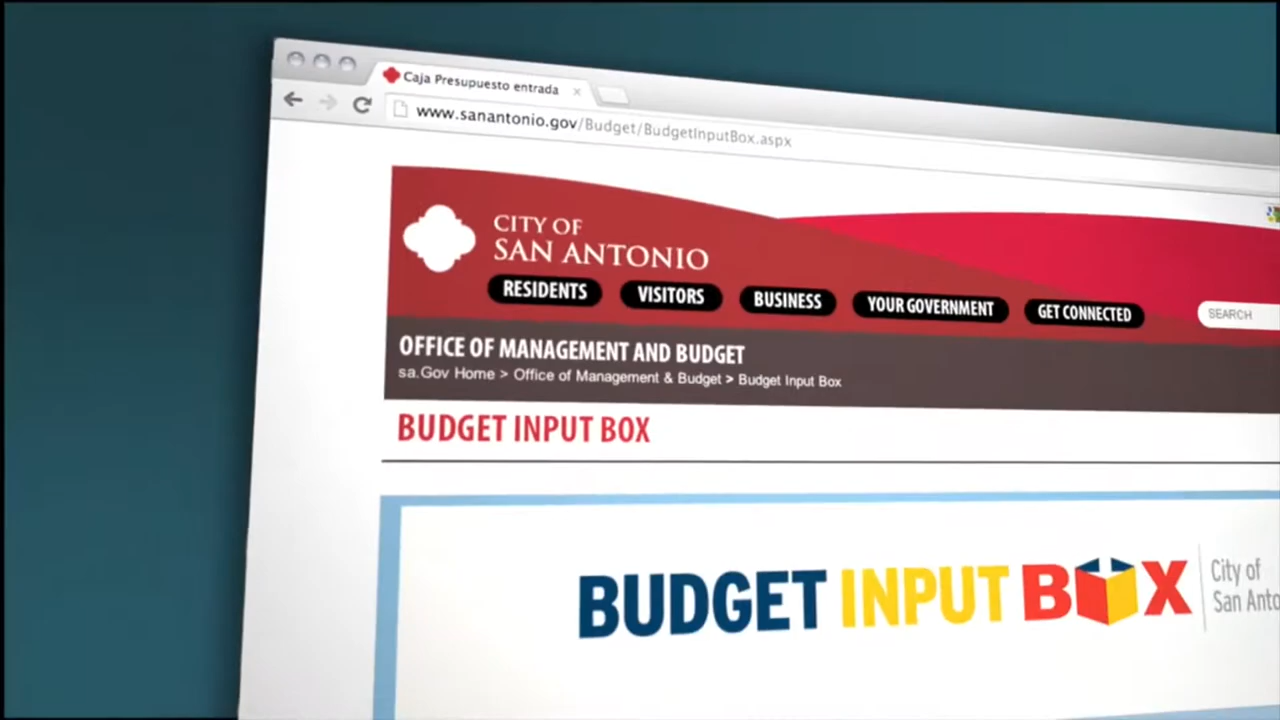 Caja Presupuesto entrada
www.sanantonio.gov/Budget/BudgetInputBox.aspx
CITY OF
SAN ANTONIO
RESIDENTS VISITORS BUSINESS YOUR GOVERNMENT GET CONNECTED SEARCH
OFFICE OF MANAGEMENT AND BUDGET
sa.Gov Home > Office of Management & Budget > Budget Input Box
BUDGET INPUT BOX
BUDGET INPUT BOX
City of
San Anto